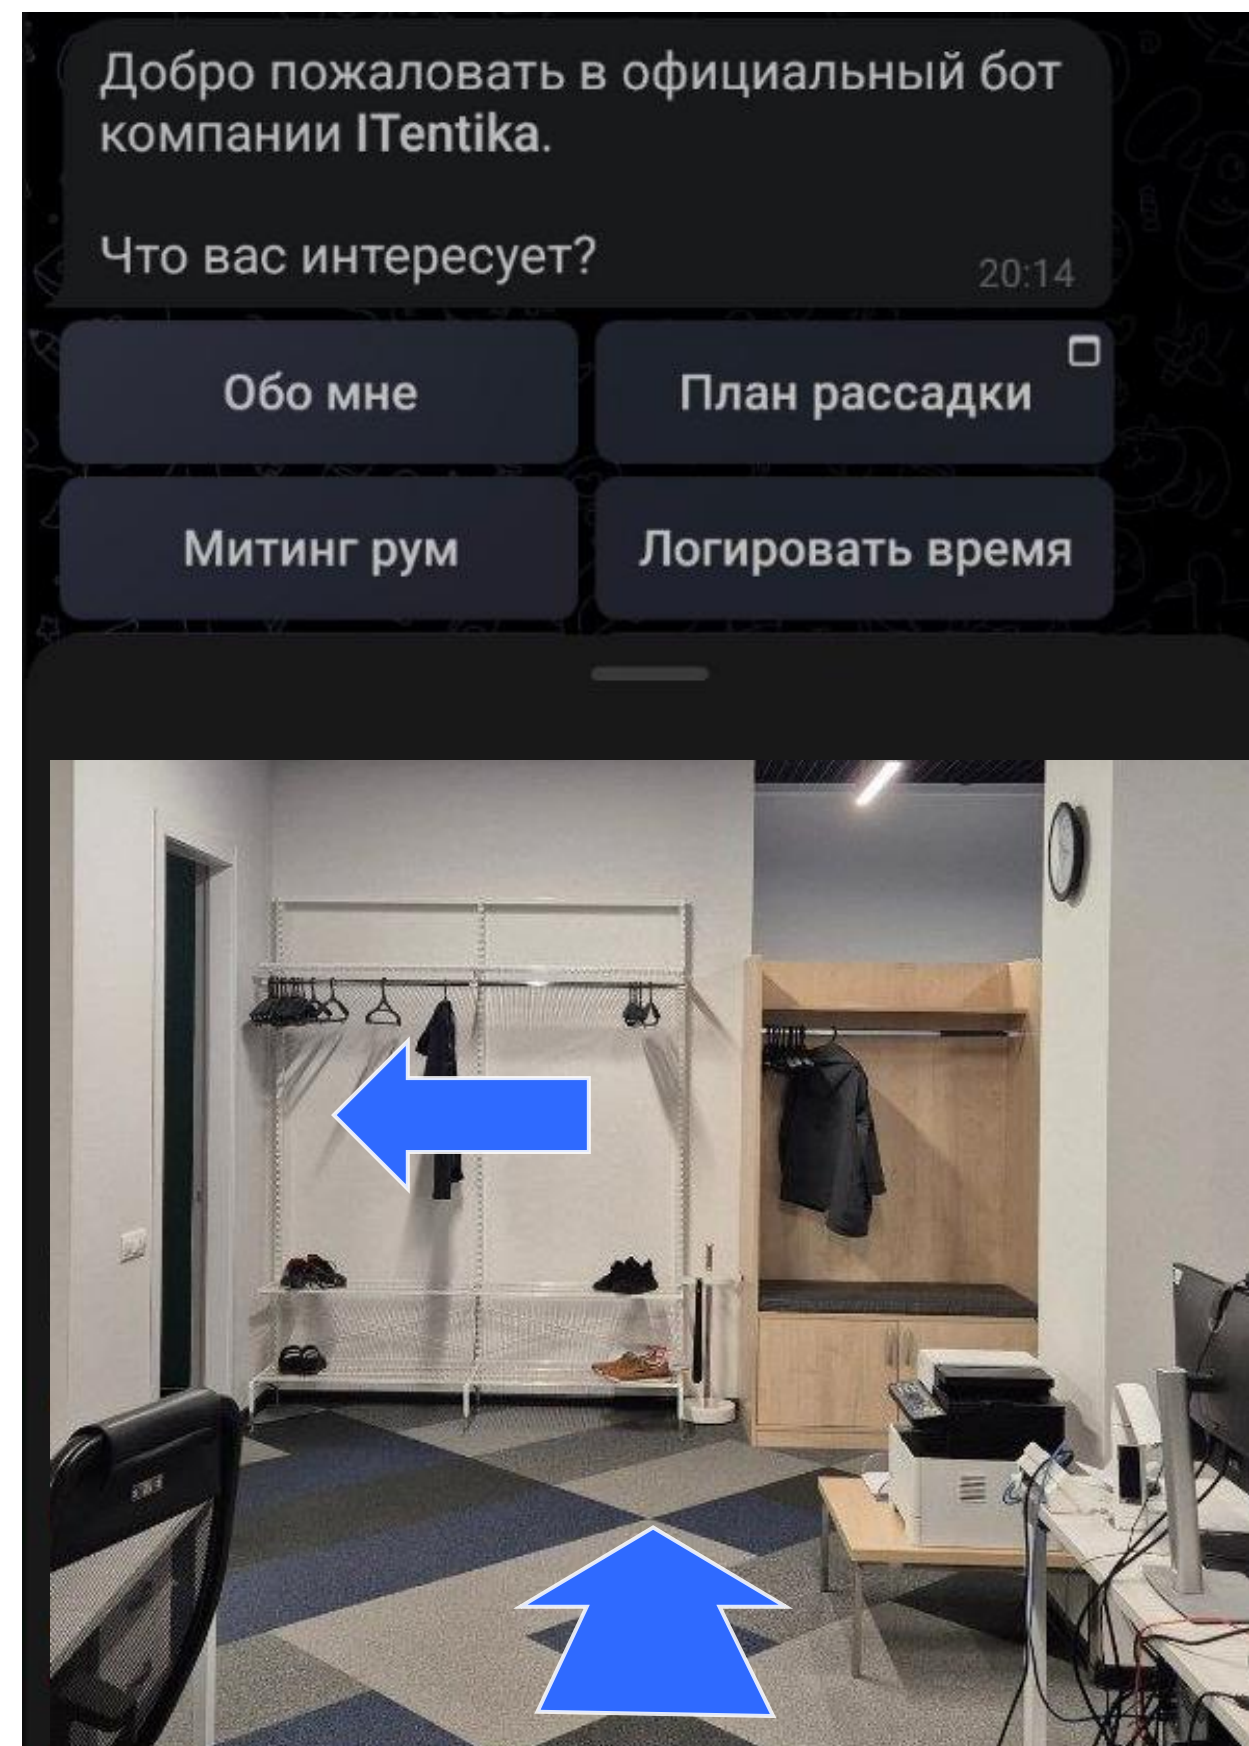 Добро пожаловать в официальный бот
компании ITentika.
Что вас интересует?
20:14
Обо мне
План рассадки
Митинг рум
Логировать время